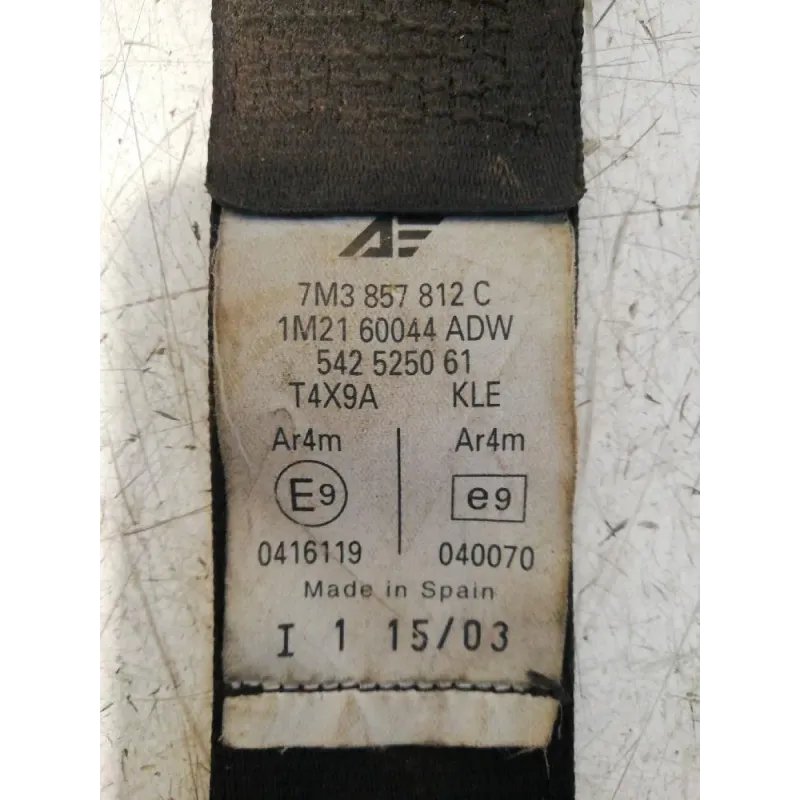 AE
7M3 857 812 C
1M21 60044 ADW
542 5250 61
T4X9A KLE
Ar4m Ar4m
E9 e9
0416119 040070
Made in Spain
I 1 15/03